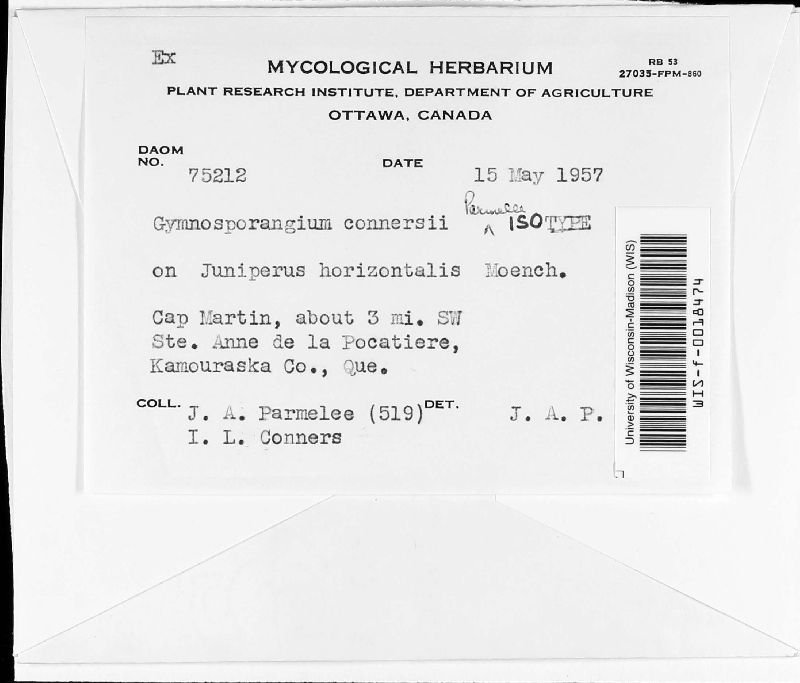 Ex
RB 53
27035-FPM-860
MYCOLOGICAL HERBARIUM
PLANT RESEARCH INSTITUTE, DEPARTMENT OF AGRICULTURE
OTTAWA, CANADA
DAOM
NO. 75212 DATE 15 May 1957
Gymnosporangium connersii Parmelee ISOTYPE
on Juniperus horizontalis Moench.
Cap Martin, about 3 mi. SW
Ste. Anne de la Pocatiere,
Kamouraska Co., Que.
COLL. J. A. Parmelee (519) DET. J. A. P.
I. L. Conners
University of Wisconsin-Madison (WIS)
WIS-f-0019474